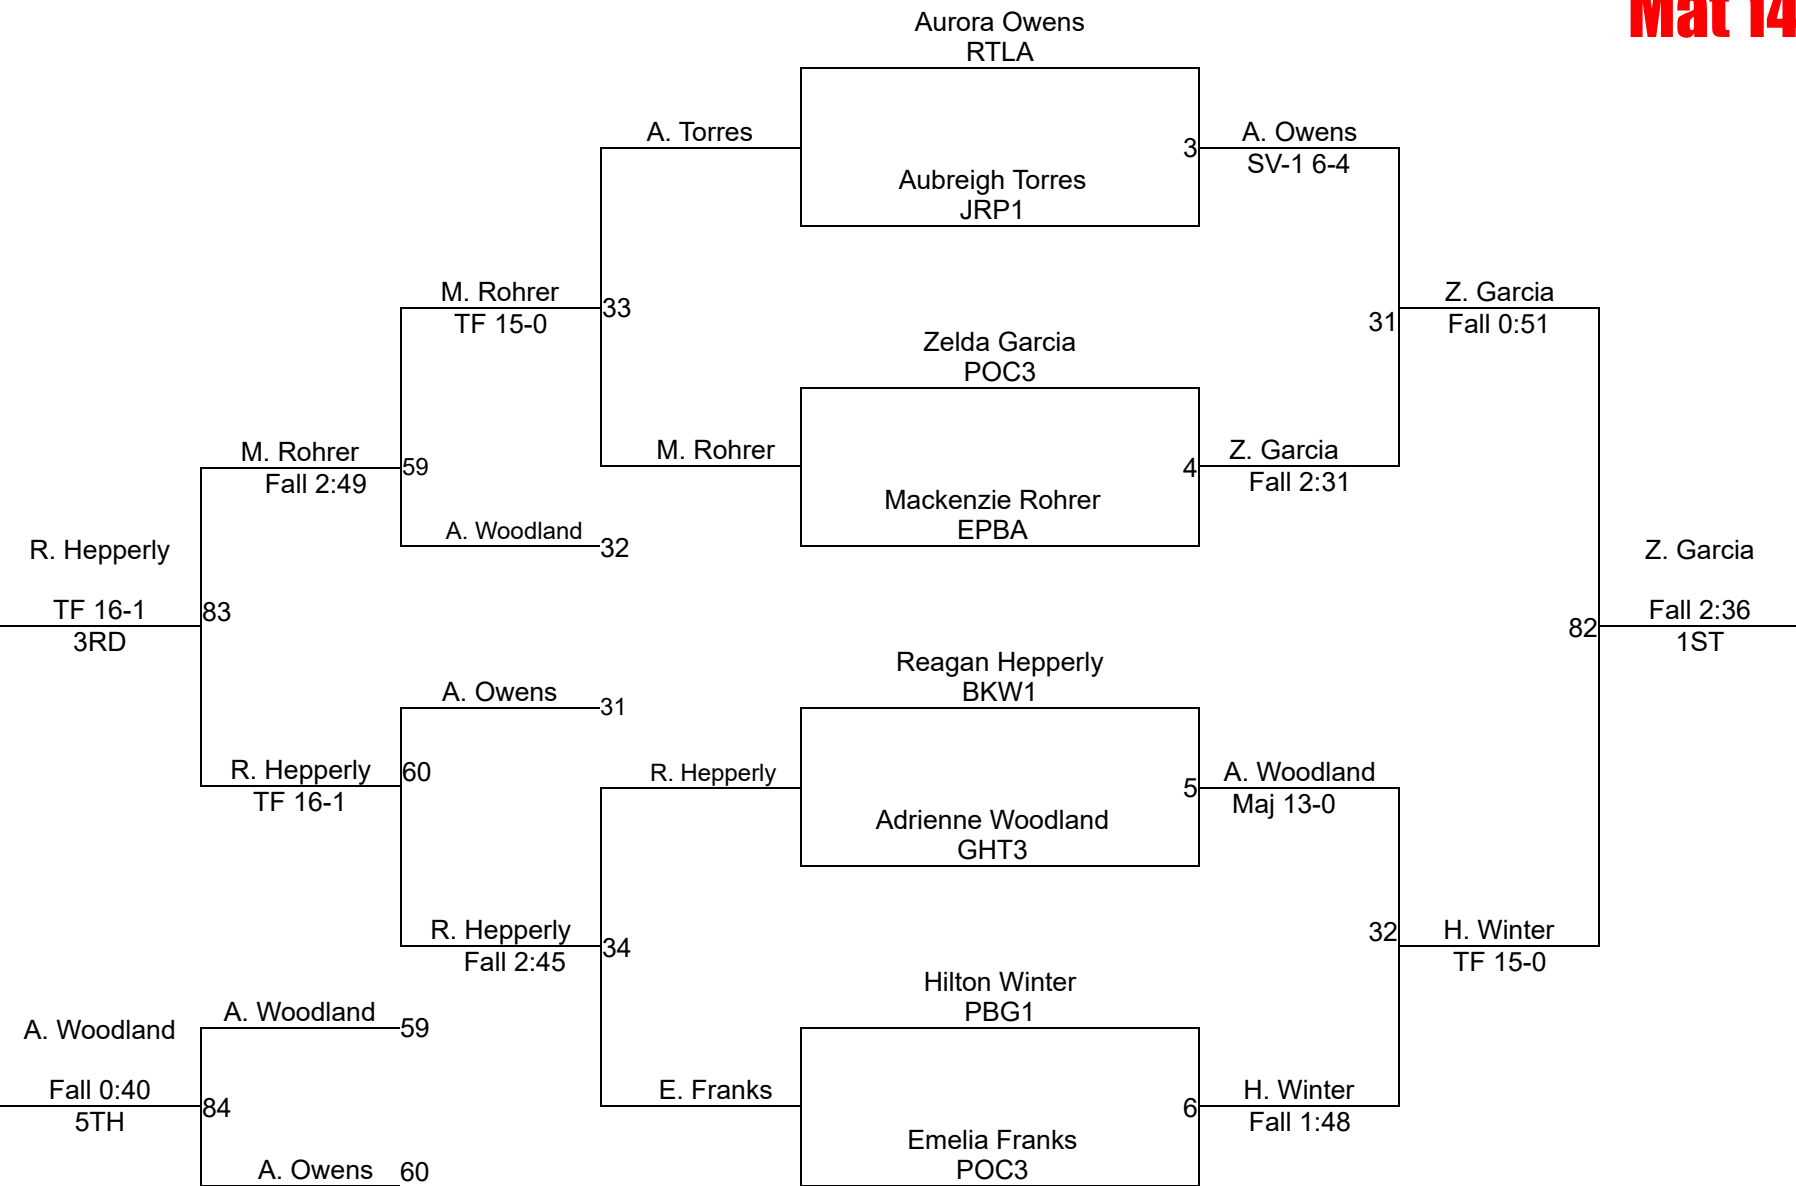 Mat 14
Aurora Owens
RTLA
A. Torres
3
A. Owens
SV-1 6-4
Aubreigh Torres
JRP1
M. Rohrer
TF 15-0
33
31
Z. Garcia
Fall 0:51
Zelda Garcia
POC3
M. Rohrer
Fall 2:49
59
M. Rohrer
4
Z. Garcia
Fall 2:31
Mackenzie Rohrer
EPBA
A. Woodland
32
R. Hepperly
TF 16-1
3RD
83
82
Z. Garcia
Fall 2:36
1ST
Reagan Hepperly
BKW1
A. Owens
31
R. Hepperly
TF 16-1
60
R. Hepperly
5
A. Woodland
Maj 13-0
Adrienne Woodland
GHT3
R. Hepperly
Fall 2:45
34
32
H. Winter
TF 15-0
Hilton Winter
PBG1
A. Woodland
59
A. Woodland
Fall 0:40
5TH
84
E. Franks
6
H. Winter
Fall 1:48
Emelia Franks
POC3
A. Owens
60